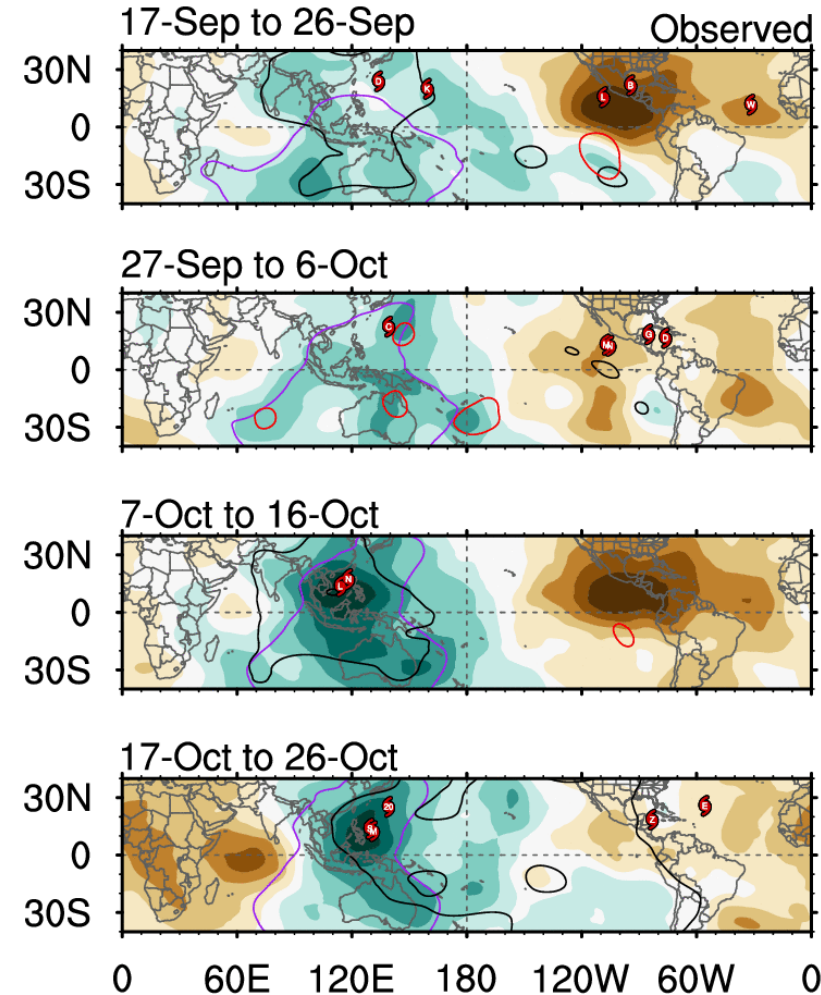 17-Sep to 26-Sep Observed
30N
0
30S
D
K
L
B
W
27-Sep to 6-Oct
30N
0
30S
C
G
D
7-Oct to 16-Oct
30N
0
30S
L
N
17-Oct to 26-Oct
30N
0
30S
20
Z
E
0 60E 120E 180 120W 60W 0